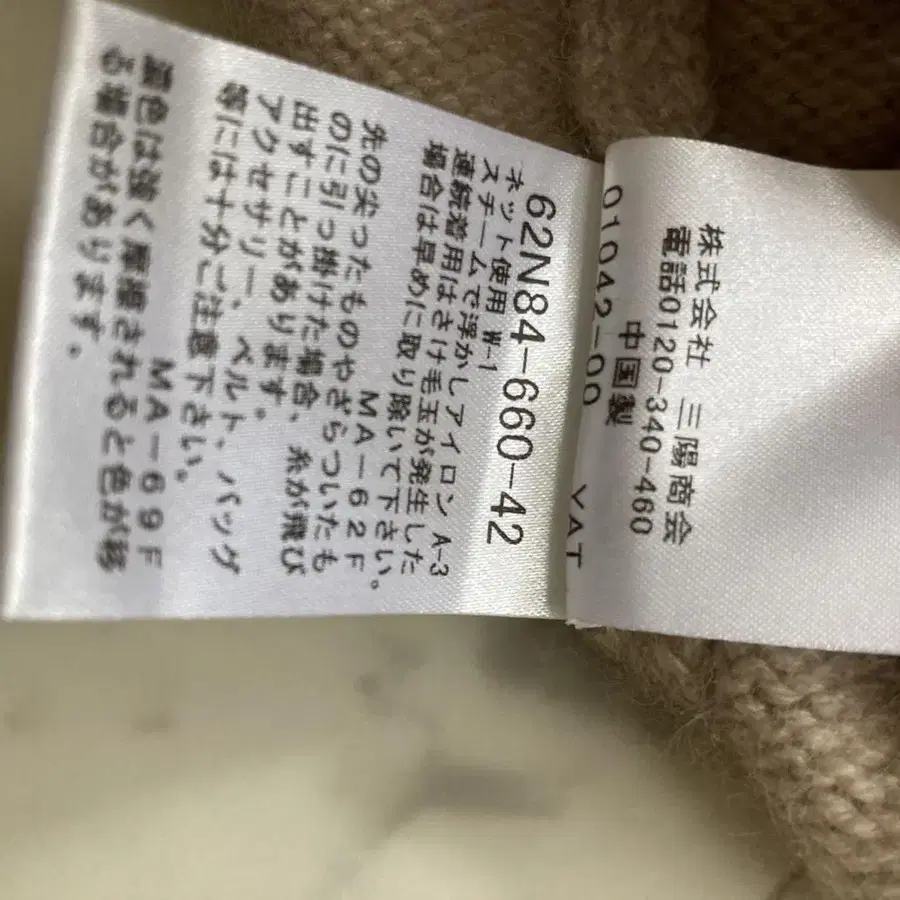 62N84-660-42
ネット使用 W-1
スチームで浮かしアイロン A-3
連続着用はさけ毛玉が発生した
場合は早めに取り除いて下さい。
MA-62F
先の尖ったものやざらついたも
のに引っ掛けた場合、糸が飛び
出すことがあります。
アクセサリー、ベルト、バッグ
等には十分ご注意下さい。
MA-69F
濃色は強く摩擦されると色が移
る場合があります。
株式会社 三陽商会
電話0120-340-460
中国製
01042-00 YAT